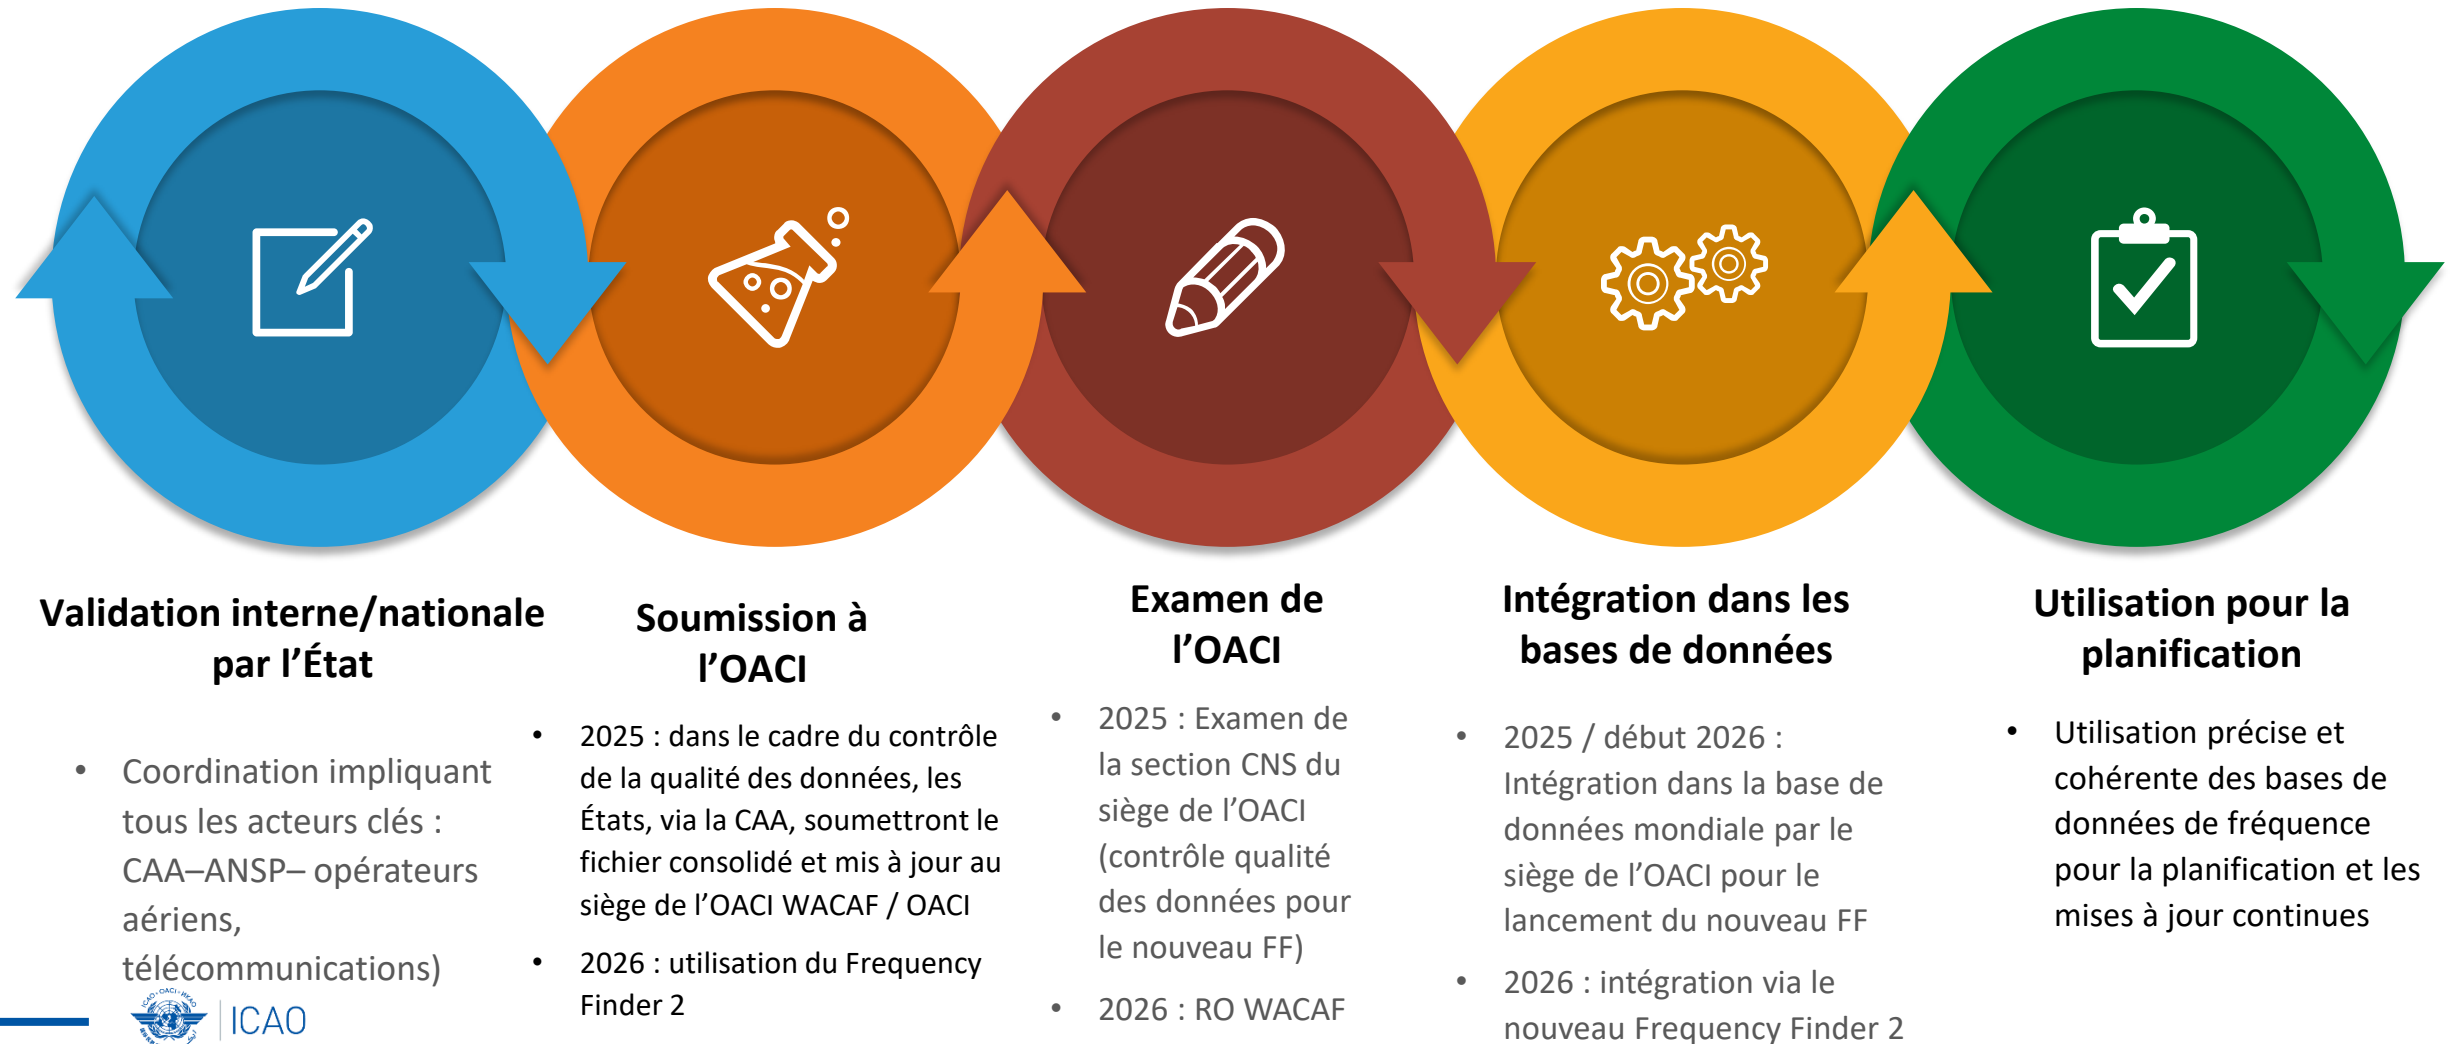 Validation interne/nationale
par l’État
• Coordination impliquant
tous les acteurs clés :
CAA–ANSP– opérateurs
aériens,
télécommunications)
Soumission à
l’OACI
• 2025 : dans le cadre du contrôle
de la qualité des données, les
États, via la CAA, soumettront le
fichier consolidé et mis à jour au
siège de l’OACI WACAF / OACI
• 2026 : utilisation du Frequency
Finder 2
Examen de
l’OACI
• 2025 : Examen de
la section CNS du
siège de l’OACI
(contrôle qualité
des données pour
le nouveau FF)
• 2026 : RO WACAF
Intégration dans les
bases de données
• 2025 / début 2026 :
Intégration dans la base de
données mondiale par le
siège de l’OACI pour le
lancement du nouveau FF
• 2026 : intégration via le
nouveau Frequency Finder 2
Utilisation pour la
planification
• Utilisation précise et
cohérente des bases de
données de fréquence
pour la planification et les
mises à jour continues
ICAO